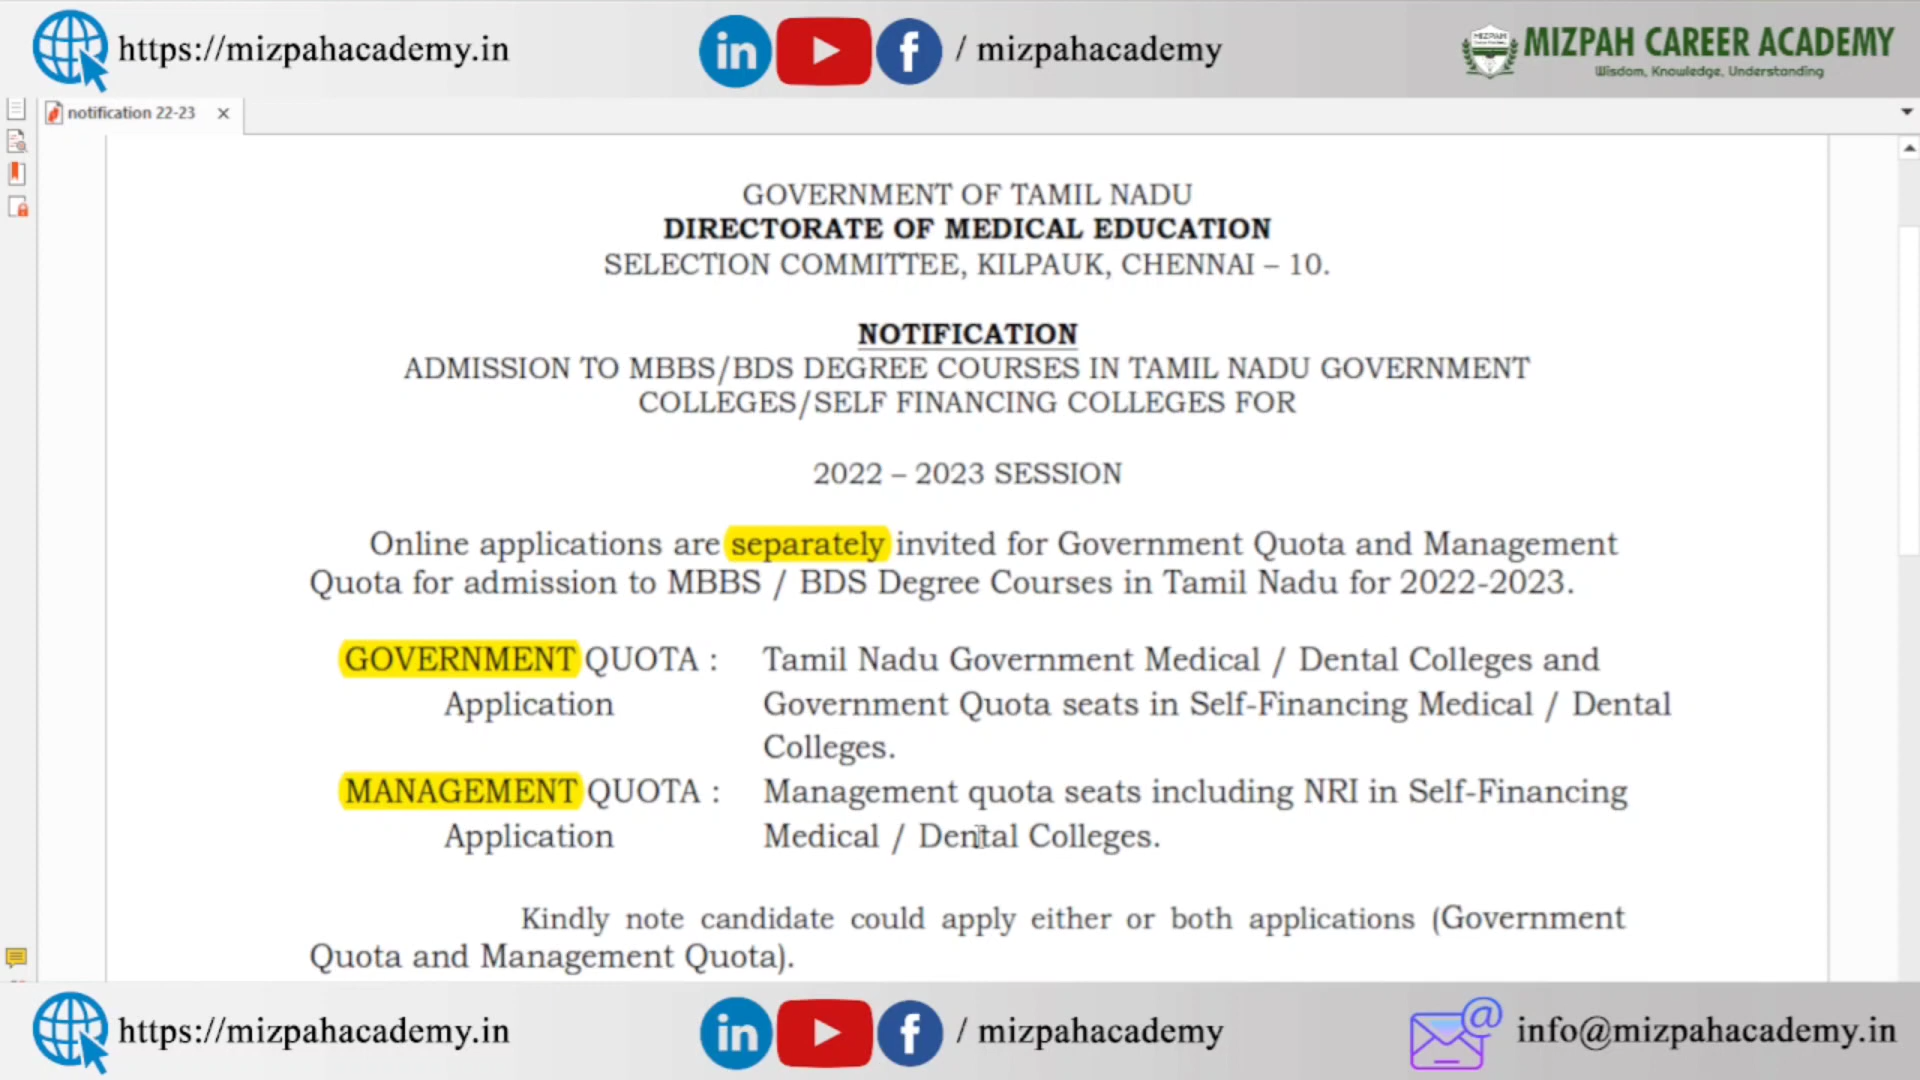 https://mizpahacademy.in
in
f
/ mizpahacademy
MIZPAH
MIZPAH CAREER ACADEMY
Wisdom, Knowledge, Understanding
notification 22-23
GOVERNMENT OF TAMIL NADU
DIRECTORATE OF MEDICAL EDUCATION
SELECTION COMMITTEE, KILPAUK, CHENNAI – 10.
NOTIFICATION
ADMISSION TO MBBS/BDS DEGREE COURSES IN TAMIL NADU GOVERNMENT
COLLEGES/SELF FINANCING COLLEGES FOR
2022 – 2023 SESSION
Online applications are separately invited for Government Quota and Management
Quota for admission to MBBS / BDS Degree Courses in Tamil Nadu for 2022-2023.
GOVERNMENT QUOTA : Tamil Nadu Government Medical / Dental Colleges and
Application Government Quota seats in Self-Financing Medical / Dental
Colleges.
MANAGEMENT QUOTA : Management quota seats including NRI in Self-Financing
Application Medical / Dental Colleges.
Kindly note candidate could apply either or both applications (Government
Quota and Management Quota).
https://mizpahacademy.in
in
f
/ mizpahacademy
@
info@mizpahacademy.in